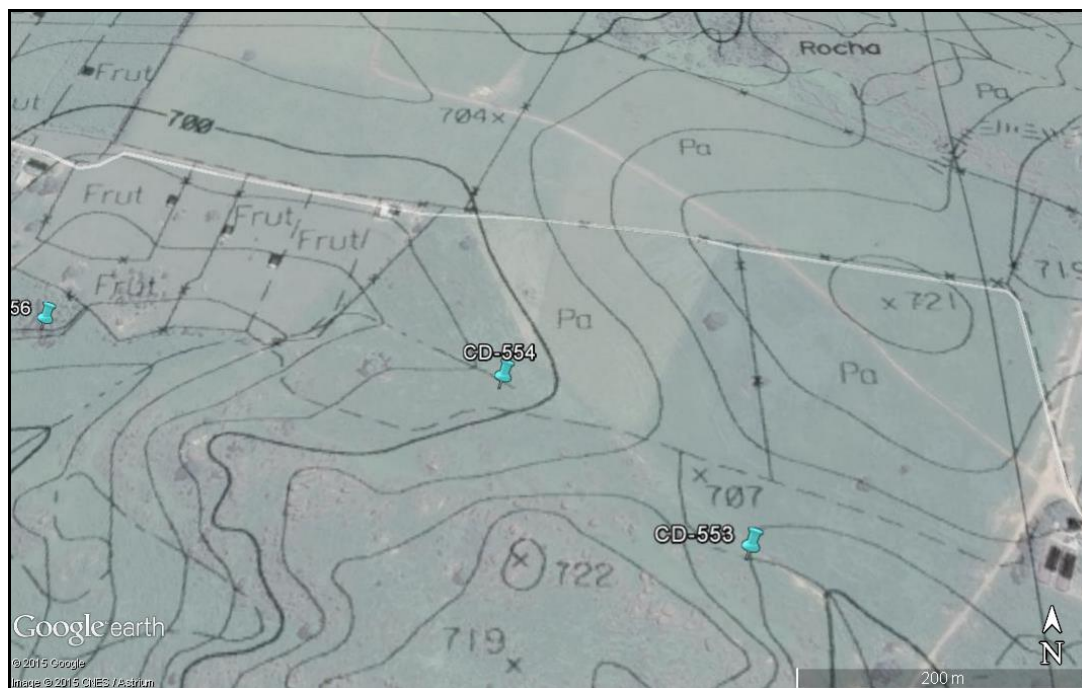 Rocha
Frut
ut
Pa
704×
700
Pa
Frut
Frut
Frut
Frut
719
56
×721
Pa
CD-554
Pa
×707
CD-553
722
719
Google earth
© 2015 Google
Image © 2015 CNES / Astrium
N
200 m